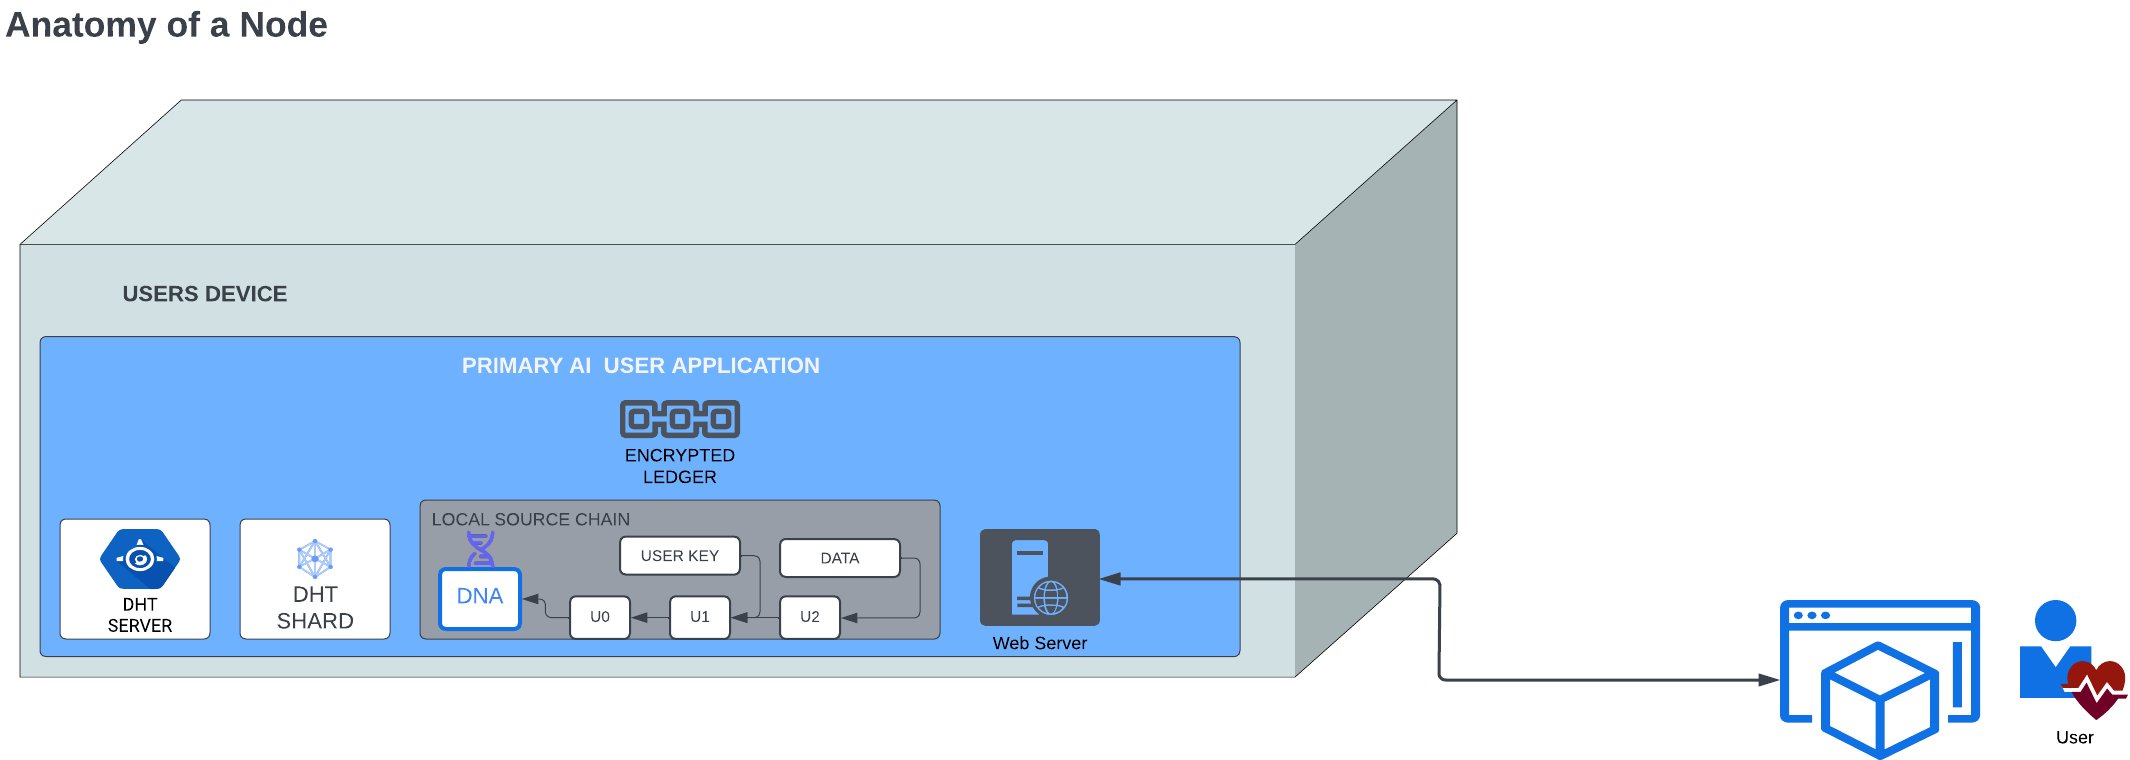 Anatomy of a Node
USERS DEVICE
PRIMARY AI  USER APPLICATION
ENCRYPTED
LEDGER
DHT
SERVER
DHT
SHARD
LOCAL SOURCE CHAIN
USER KEY
DATA
DNA
U0
U1
U2
Web Server
User